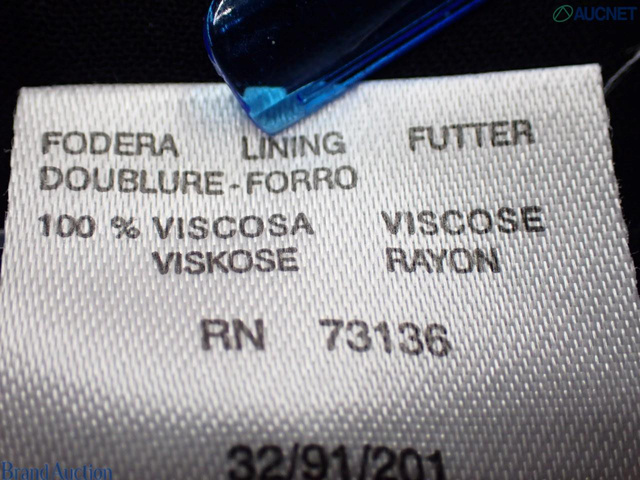 AUCNET
FODERA LINING FUTTER
DOUBLURE-FORRO
100 % VISCOSA VISCOSE
VISKOSE RAYON
RN 73136
32/91/201
Brand Auction